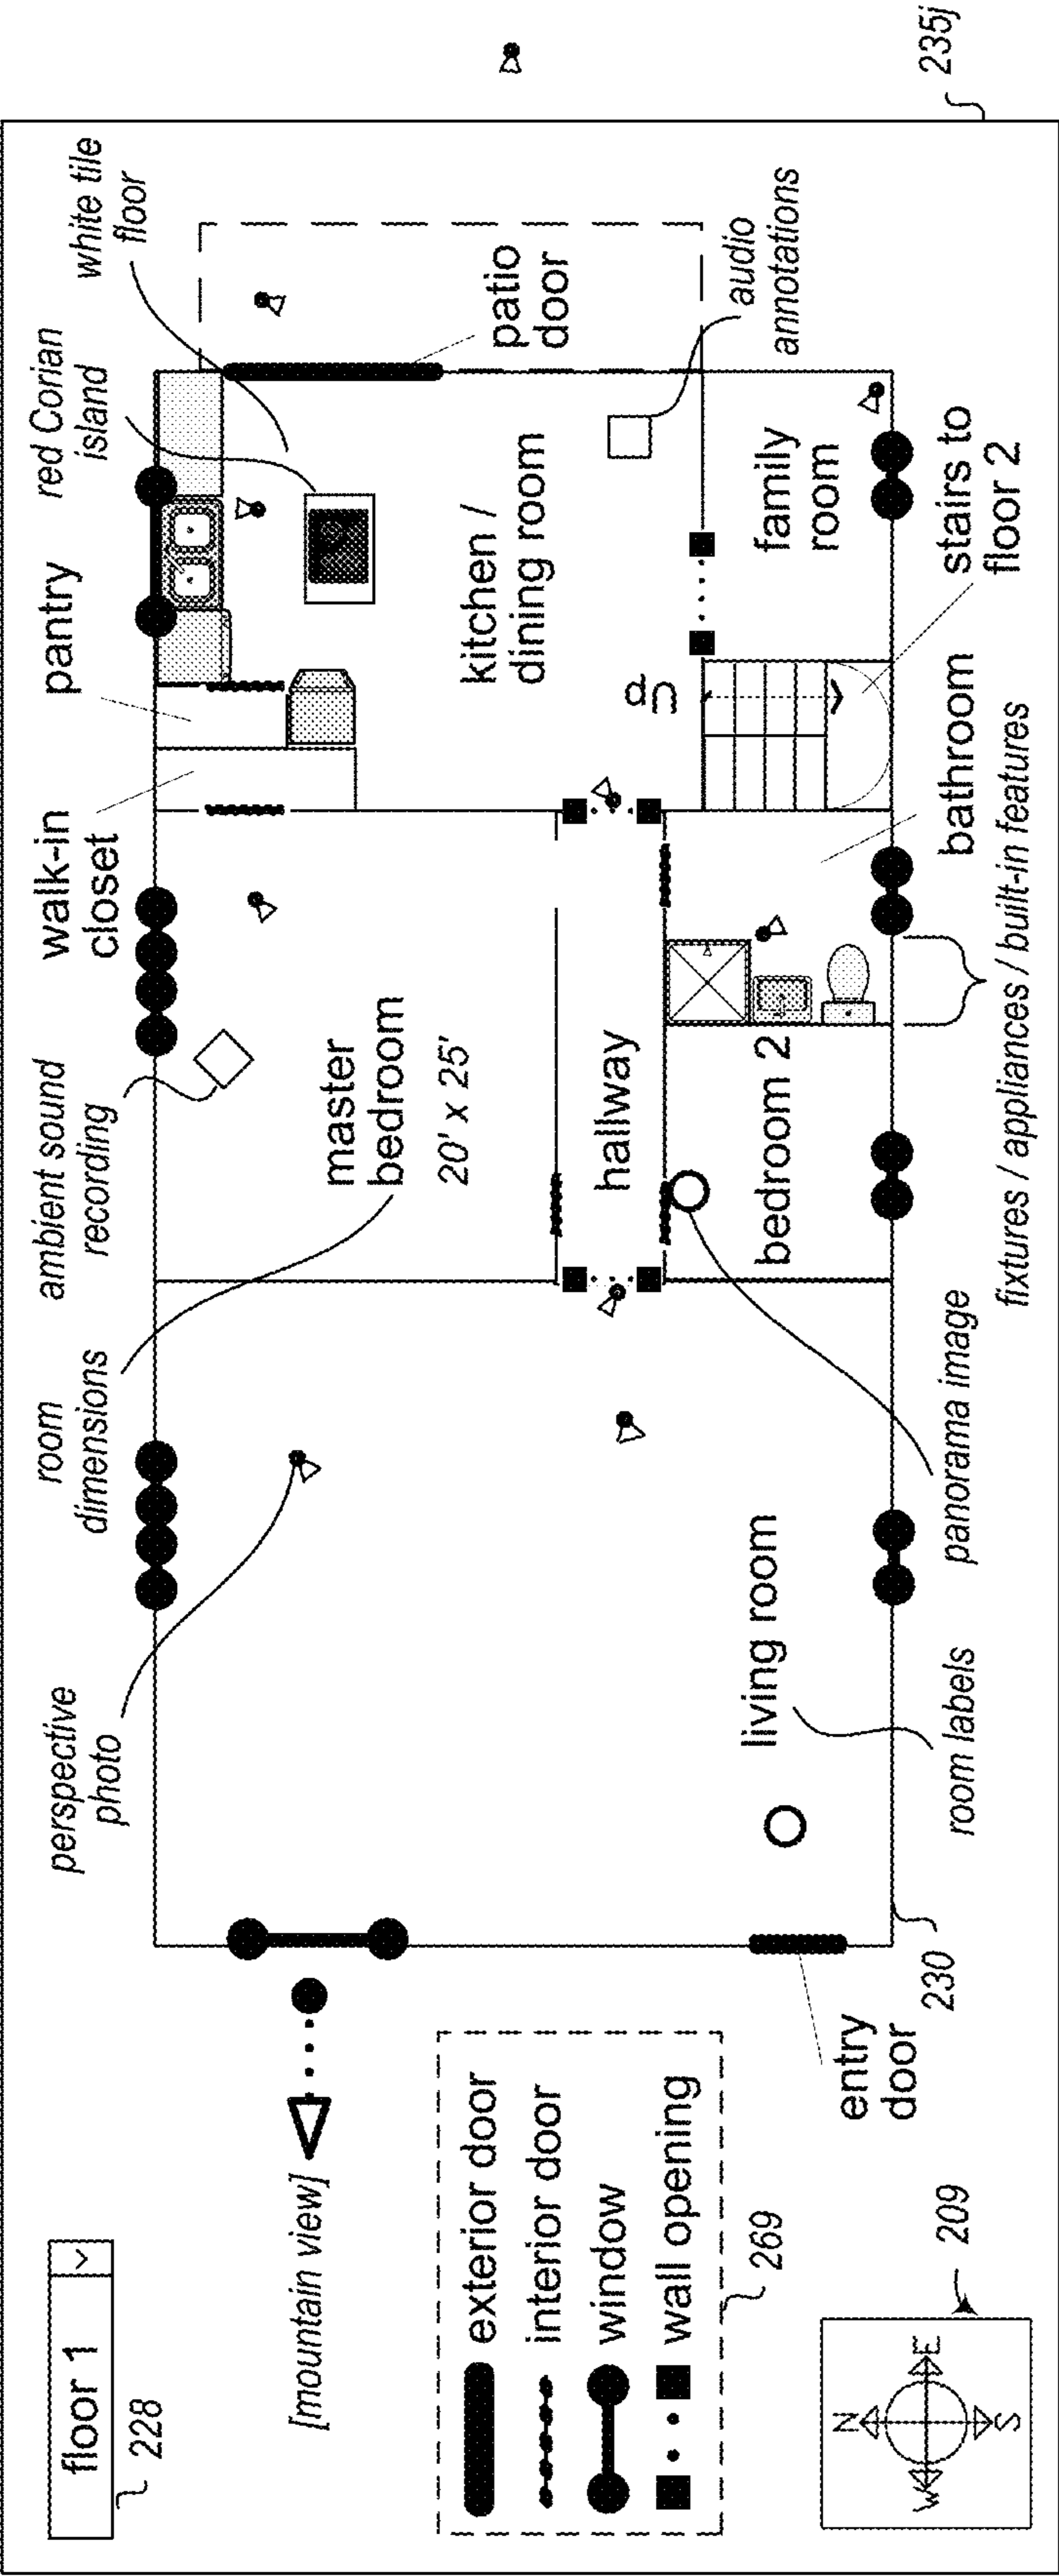 floor 1
228
perspective
photo
room
dimensions
ambient sound
recording
walk-in
closet
pantry
red Corian
island
white tile
floor
[mountain view]
master
bedroom
20' x 25'
kitchen /
dining room
patio
door
exterior door
interior door
window
wall opening
269
hallway
up
audio
annotations
living room
bedroom 2
family
room
entry
door
230
room labels
panorama image
bathroom
stairs to
floor 2
fixtures / appliances / built-in features
N
W
E
S
209
235j